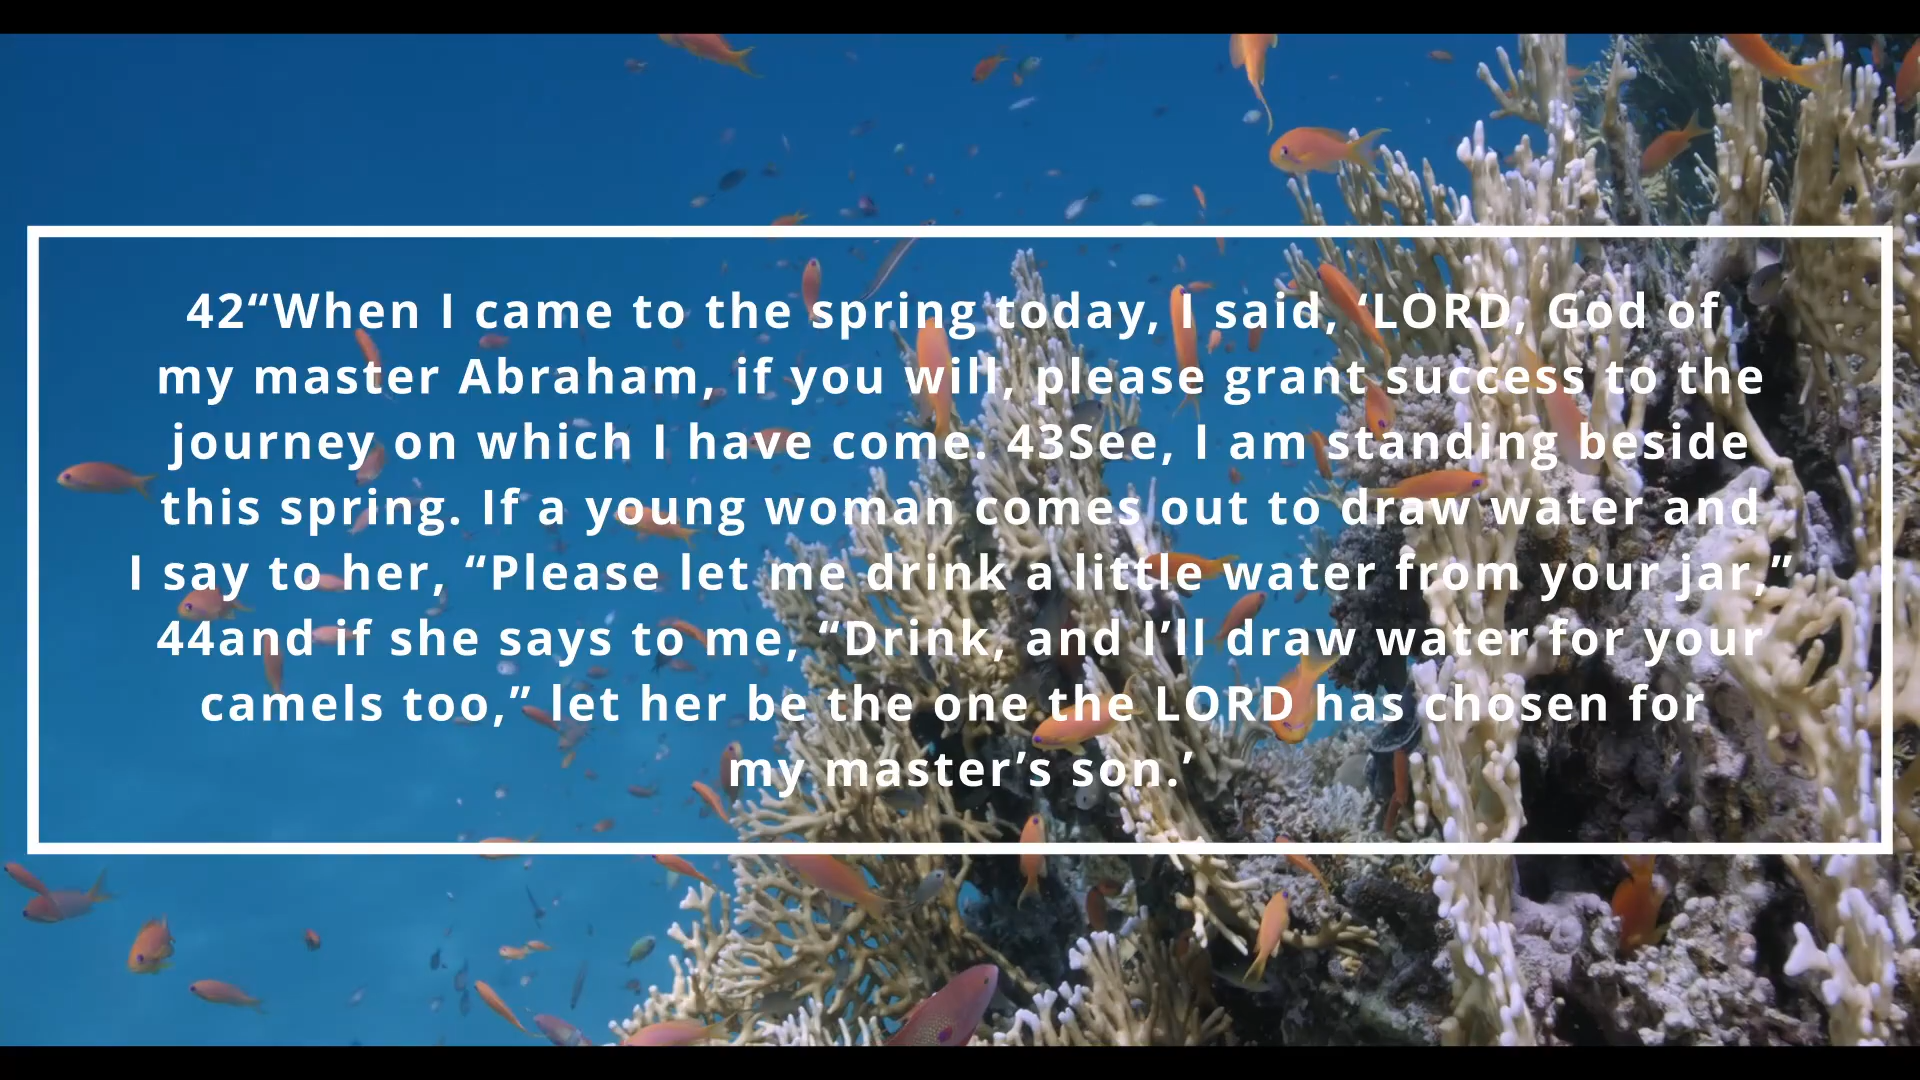 42“When I came to the spring today, I said, ‘LORD, God of
my master Abraham, if you will, please grant success to the
journey on which I have come. 43See, I am standing beside
this spring. If a young woman comes out to draw water and
I say to her, “Please let me drink a little water from your jar,”
44and if she says to me, “Drink, and I’ll draw water for your
camels too,” let her be the one the LORD has chosen for
my master’s son.’